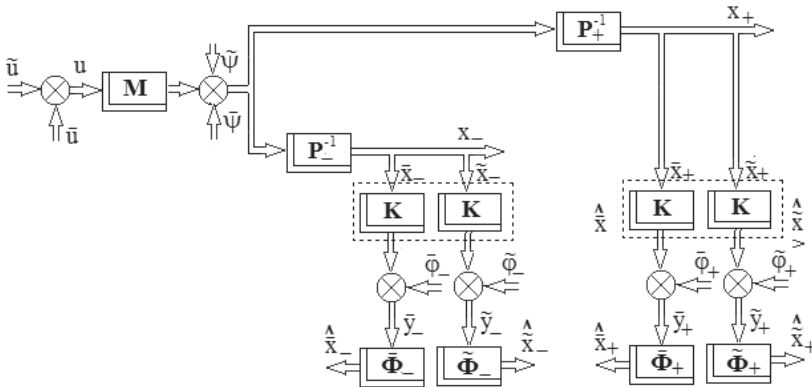 P₊⁻¹ x₊
ũ u M ψ̃
ū ψ̄
P₋⁻¹ x₋
x̄₋ x̃₋ x̄₊ x̃₊
K K x̄̂ K K x̃̂
φ̄₋ φ̃₋ φ̄₊ φ̃₊
ȳ₋ ỹ₋ ȳ₊ ỹ₊
x̄̂₋ Φ̄₋ Φ̃₋ x̃̂₋ x̄̂₊ Φ̄₊ Φ̃₊ x̃̂₊